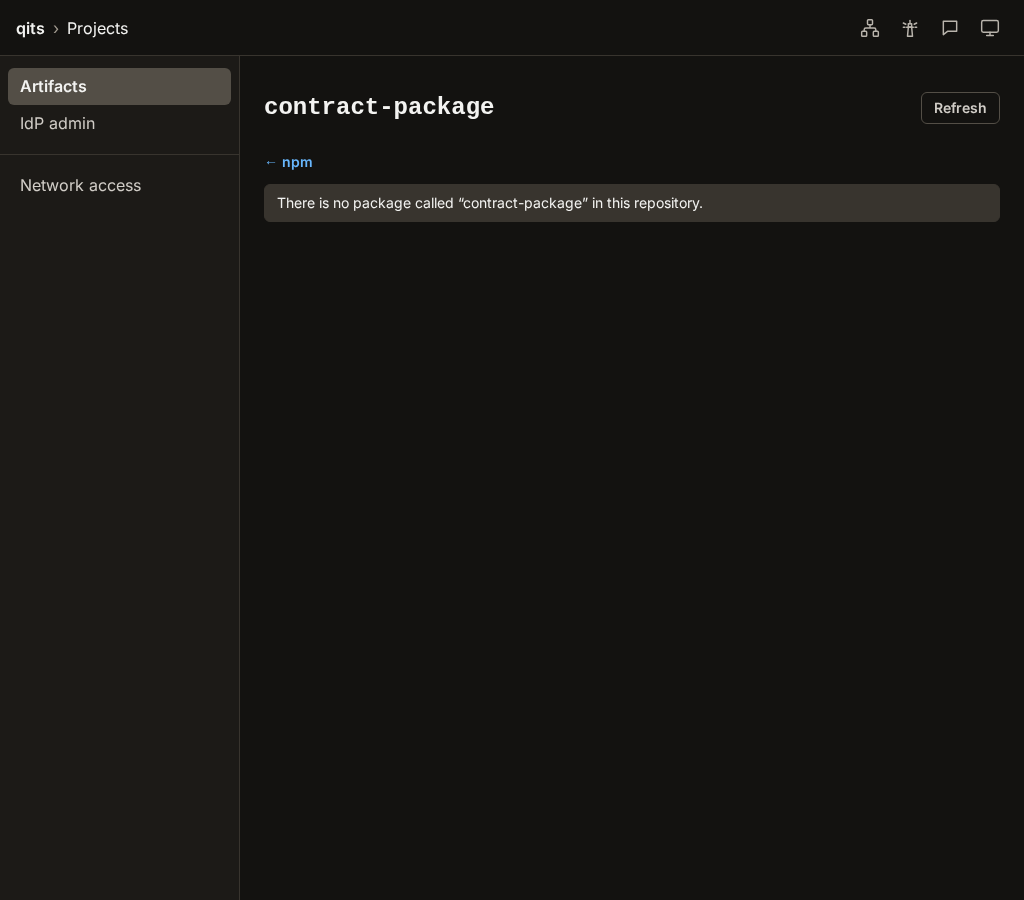 qits › Projects
Artifacts
IdP admin
Network access
contract-package
Refresh
← npm
There is no package called “contract-package” in this repository.